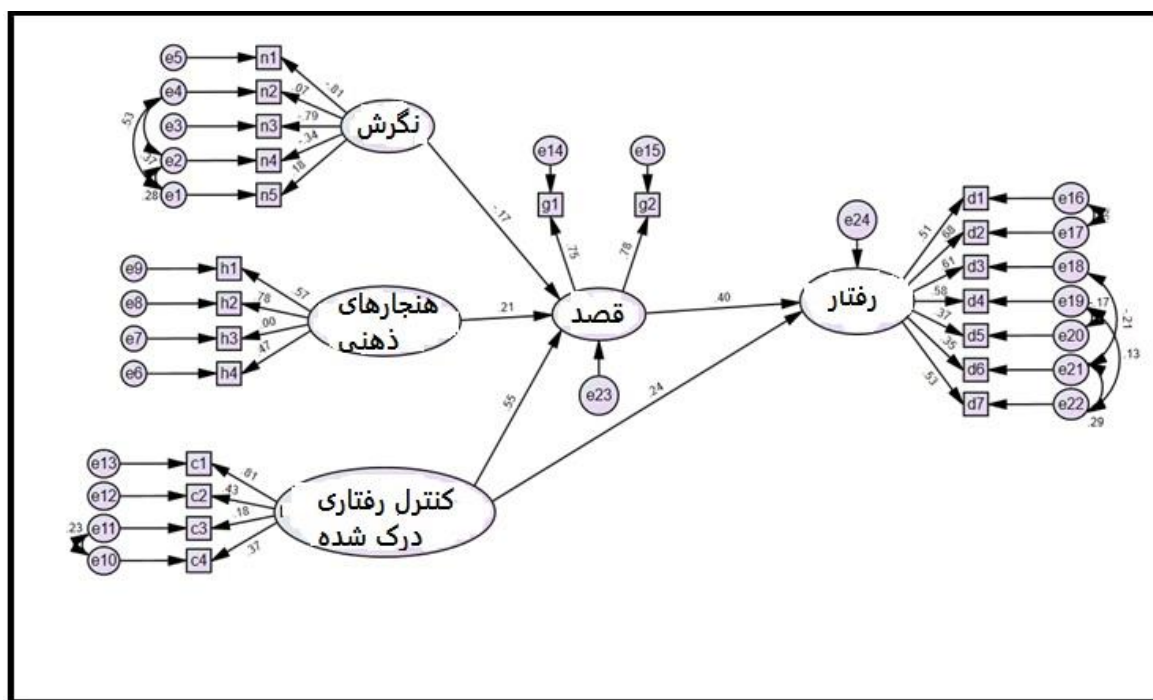 e5 n1 -.81
e4 n2 .07
e3 n3 -.79
e2 n4 -.34
e1 n5 .18
.53
.37
.28
نگرش
-.17
e14 e15
g1 g2
.75 .78
e9 h1 .57
e8 h2 .78
e7 h3 .00
e6 h4 .47
هنجارهای
ذهنی
.21
قصد
e23
.40
.55
.24
e13 c1 .81
e12 c2 .43
e11 c3 .18
e10 c4 .37
.23
کنترل رفتاری
درک شده
e24
رفتار
.51 d1 e16
.68 d2 e17
.61 d3 e18
.58 d4 e19
.37 d5 e20
.35 d6 e21
.53 d7 e22
-.17
-.21
.13
.29